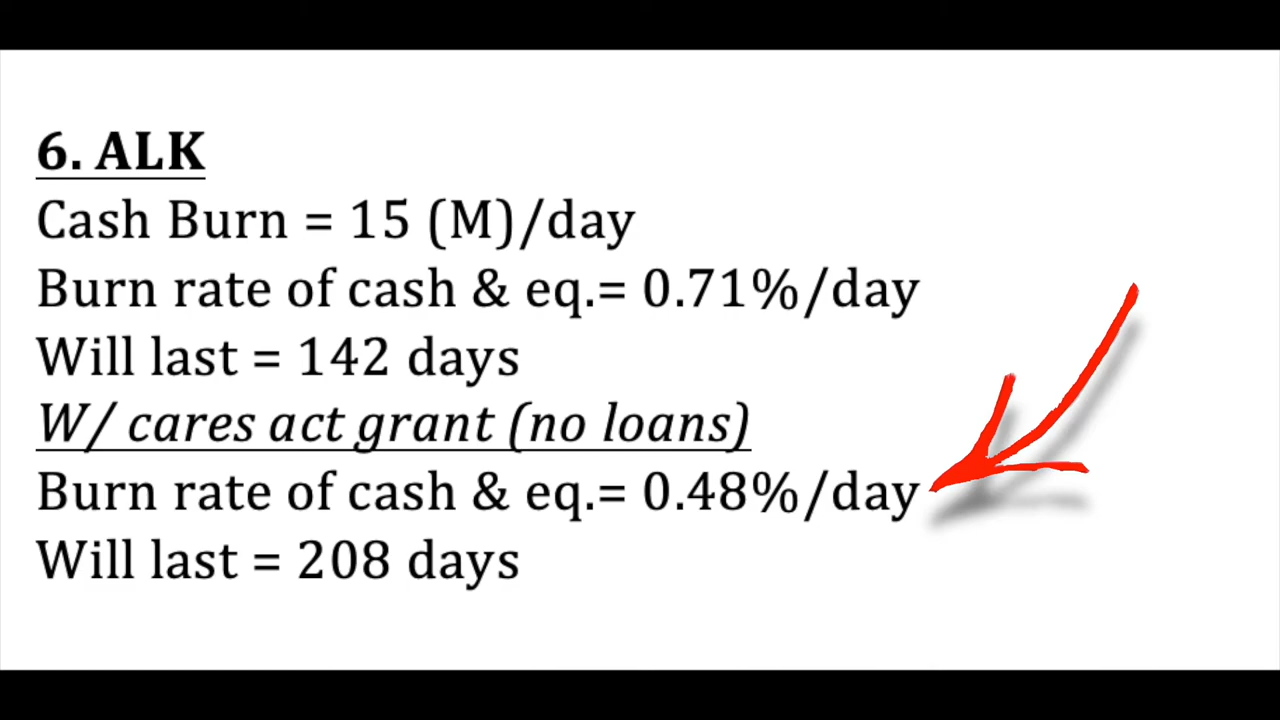 6. ALK
Cash Burn = 15 (M)/day
Burn rate of cash & eq.= 0.71%/day
Will last = 142 days
W/ cares act grant (no loans)
Burn rate of cash & eq.= 0.48%/day
Will last = 208 days